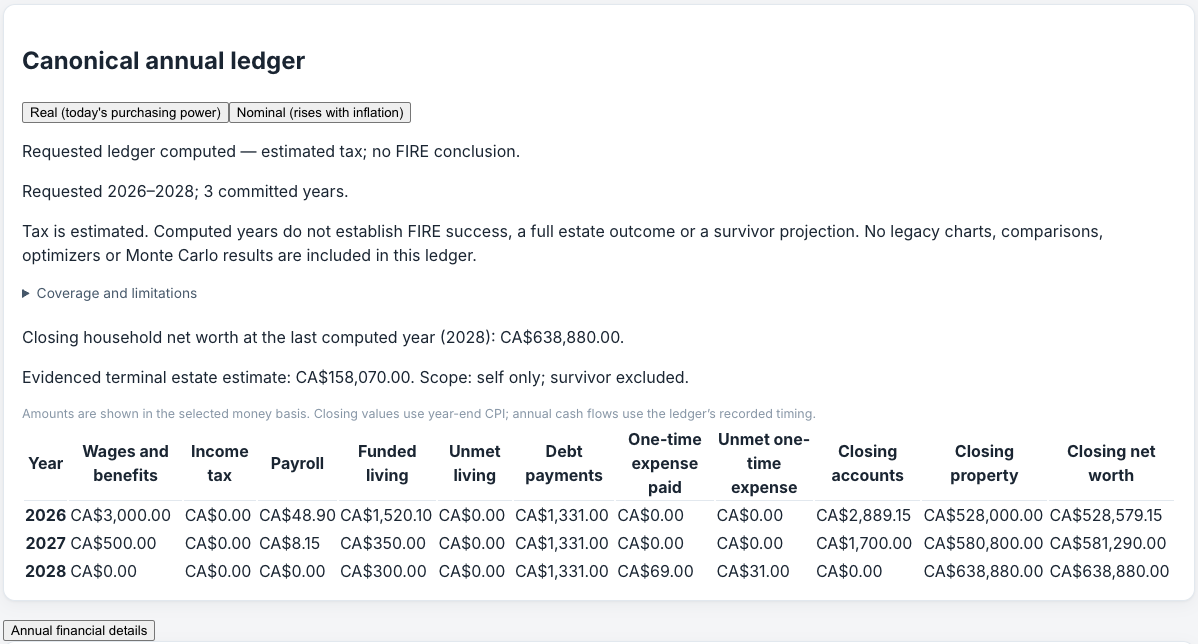 Canonical annual ledger
Real (today's purchasing power) Nominal (rises with inflation)
Requested ledger computed — estimated tax; no FIRE conclusion.
Requested 2026–2028; 3 committed years.
Tax is estimated. Computed years do not establish FIRE success, a full estate outcome or a survivor projection. No legacy charts, comparisons,
optimizers or Monte Carlo results are included in this ledger.
Coverage and limitations
Closing household net worth at the last computed year (2028): CA$638,880.00.
Evidenced terminal estate estimate: CA$158,070.00. Scope: self only; survivor excluded.
Amounts are shown in the selected money basis. Closing values use year-end CPI; annual cash flows use the ledger’s recorded timing.
Year Wages and benefits Income tax Payroll Funded living Unmet living Debt payments One-time expense paid Unmet one-time expense Closing accounts Closing property Closing net worth
2026 CA$3,000.00 CA$0.00 CA$48.90 CA$1,520.10 CA$0.00 CA$1,331.00 CA$0.00 CA$0.00 CA$2,889.15 CA$528,000.00 CA$528,579.15
2027 CA$500.00 CA$0.00 CA$8.15 CA$350.00 CA$0.00 CA$1,331.00 CA$0.00 CA$0.00 CA$1,700.00 CA$580,800.00 CA$581,290.00
2028 CA$0.00 CA$0.00 CA$0.00 CA$300.00 CA$0.00 CA$1,331.00 CA$69.00 CA$31.00 CA$0.00 CA$638,880.00 CA$638,880.00
Annual financial details